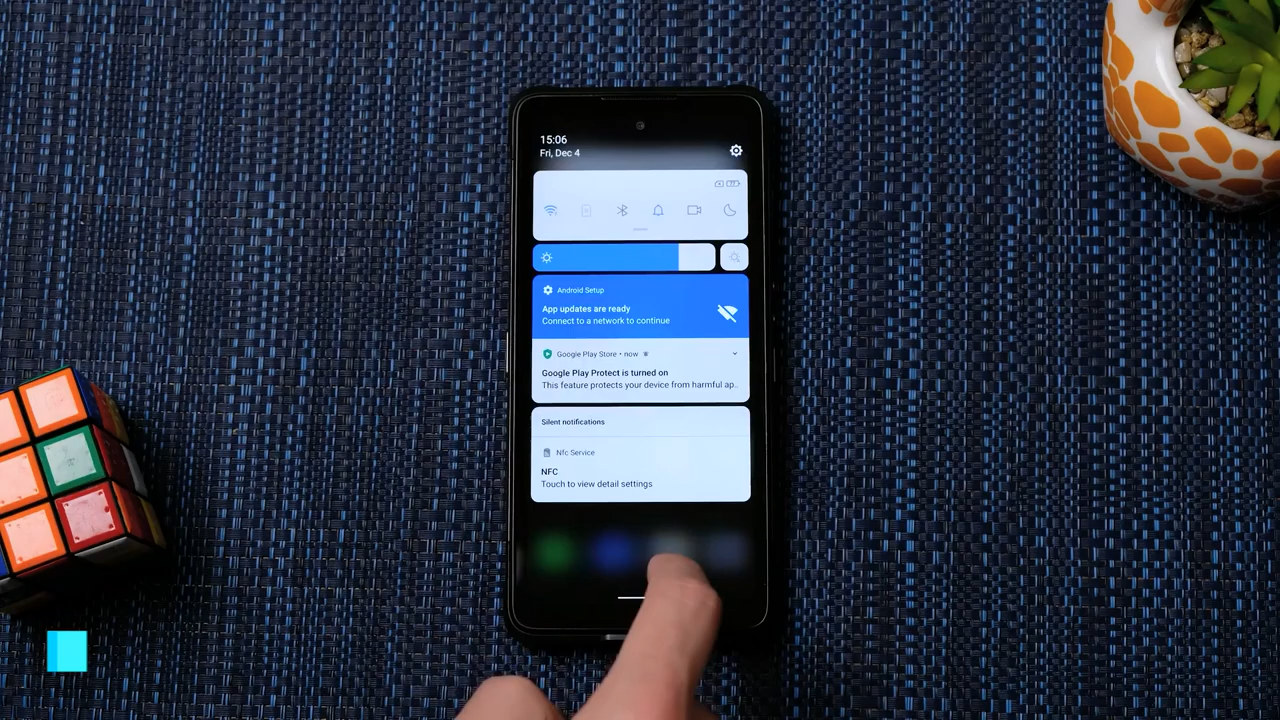 15:06
Fri, Dec 4
77
Android Setup
App updates are ready
Connect to a network to continue
Google Play Store • now
Google Play Protect is turned on
This feature protects your device from harmful ap..
Silent notifications
Nfc Service
NFC
Touch to view detail settings